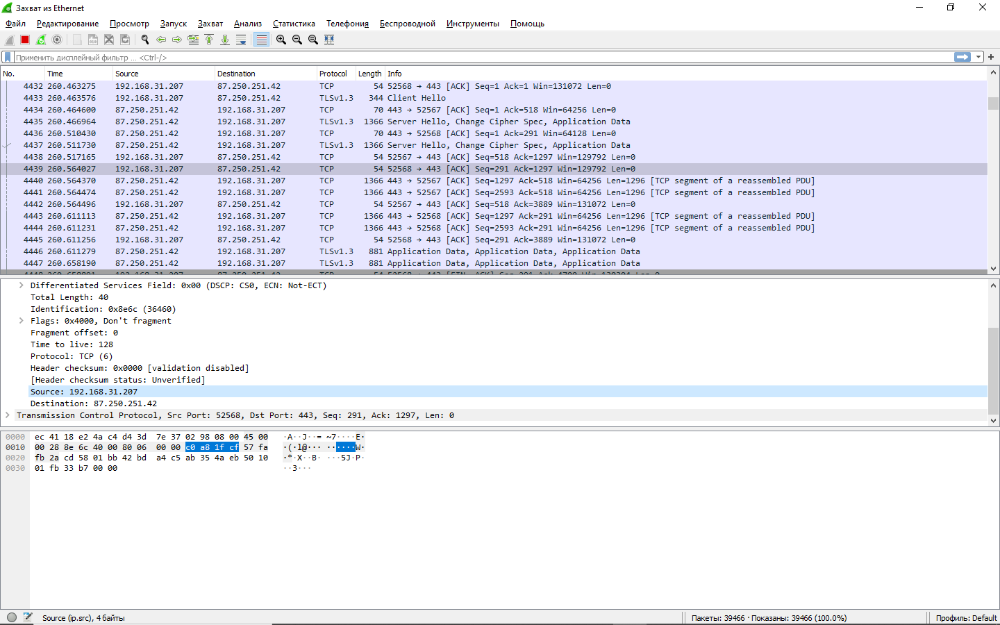 Захват из Ethernet
Файл Редактирование Просмотр Запуск Захват Анализ Статистика Телефония Беспроводной Инструменты Помощь
Применить дисплейный фильтр ... <Ctrl-/>
No. Time Source Destination Protocol Length Info
4432 260.463275 192.168.31.207 87.250.251.42 TCP 54 52568 → 443 [ACK] Seq=1 Ack=1 Win=131072 Len=0
4433 260.463576 192.168.31.207 87.250.251.42 TLSv1.3 344 Client Hello
4434 260.464600 87.250.251.42 192.168.31.207 TCP 70 443 → 52567 [ACK] Seq=1 Ack=518 Win=64256 Len=0
4435 260.466964 87.250.251.42 192.168.31.207 TLSv1.3 1366 Server Hello, Change Cipher Spec, Application Data
4436 260.510430 87.250.251.42 192.168.31.207 TCP 70 443 → 52568 [ACK] Seq=1 Ack=291 Win=64128 Len=0
4437 260.511730 87.250.251.42 192.168.31.207 TLSv1.3 1366 Server Hello, Change Cipher Spec, Application Data
4438 260.517165 192.168.31.207 87.250.251.42 TCP 54 52567 → 443 [ACK] Seq=518 Ack=1297 Win=129792 Len=0
4439 260.564027 192.168.31.207 87.250.251.42 TCP 54 52568 → 443 [ACK] Seq=291 Ack=1297 Win=129792 Len=0
4440 260.564370 87.250.251.42 192.168.31.207 TCP 1366 443 → 52567 [ACK] Seq=1297 Ack=518 Win=64256 Len=1296 [TCP segment of a reassembled PDU]
4441 260.564474 87.250.251.42 192.168.31.207 TCP 1366 443 → 52567 [ACK] Seq=2593 Ack=518 Win=64256 Len=1296 [TCP segment of a reassembled PDU]
4442 260.564496 192.168.31.207 87.250.251.42 TCP 54 52567 → 443 [ACK] Seq=518 Ack=3889 Win=131072 Len=0
4443 260.611113 87.250.251.42 192.168.31.207 TCP 1366 443 → 52568 [ACK] Seq=1297 Ack=291 Win=64256 Len=1296 [TCP segment of a reassembled PDU]
4444 260.611231 87.250.251.42 192.168.31.207 TCP 1366 443 → 52568 [ACK] Seq=2593 Ack=291 Win=64256 Len=1296 [TCP segment of a reassembled PDU]
4445 260.611256 192.168.31.207 87.250.251.42 TCP 54 52568 → 443 [ACK] Seq=291 Ack=3889 Win=131072 Len=0
4446 260.611279 87.250.251.42 192.168.31.207 TLSv1.3 881 Application Data, Application Data, Application Data
4447 260.658190 87.250.251.42 192.168.31.207 TLSv1.3 881 Application Data, Application Data, Application Data
Differentiated Services Field: 0x00 (DSCP: CS0, ECN: Not-ECT)
Total Length: 40
Identification: 0x8e6c (36460)
Flags: 0x4000, Don't fragment
Fragment offset: 0
Time to live: 128
Protocol: TCP (6)
Header checksum: 0x0000 [validation disabled]
[Header checksum status: Unverified]
Source: 192.168.31.207
Destination: 87.250.251.42
Transmission Control Protocol, Src Port: 52568, Dst Port: 443, Seq: 291, Ack: 1297, Len: 0
0000 ec 41 18 e2 4a c4 d4 3d 7e 37 02 98 08 00 45 00 ·A··J··= ~7····E·
0010 00 28 8e 6c 40 00 80 06 00 00 c0 a8 1f cf 57 fa ·(·l@··· ······W·
0020 fb 2a cd 58 01 bb 42 bd a4 c5 ab 35 4a eb 50 10 ·*·X··B· ···5J·P·
0030 01 fb 33 b7 00 00 ··3···
Source (ip.src), 4 байты Пакеты: 39466 · Показаны: 39466 (100.0%) Профиль: Default